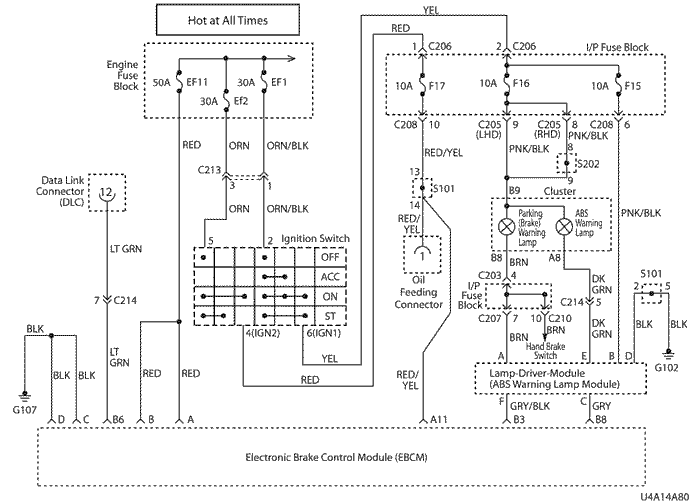 Hot at All Times
YEL
RED
1 C206
2 C206
I/P Fuse Block
Engine
Fuse
Block
50A EF11
30A Ef2
30A EF1
10A F17
10A F16
10A F15
C208 10
C205 9
(LHD)
C205 8
(RHD)
C208 6
RED
ORN
ORN/BLK
RED/YEL
PNK/BLK
PNK/BLK
8
S202
9
C213
3
1
13
S101
14
Data Link
Connector
(DLC)
12
B9
Cluster
Parking
(Brake)
Warning
Lamp
ABS
Warning
Lamp
ORN
ORN/BLK
RED/
YEL
PNK/BLK
LT GRN
5
2
Ignition Switch
OFF
ACC
ON
ST
1
Oil
Feeding
Connector
B8
BRN
A8
C203 4
I/P
Fuse
Block
DK
GRN
S101
2
5
7 C214
C214 5
C207 7
10 C210
4(IGN2)
6(IGN1)
BRN
BRN
DK
GRN
BLK
BLK
Hand Brake
Switch
G102
BLK
LT
GRN
YEL
RED
BLK
BLK
RED
RED
RED/
YEL
A
E
B
D
Lamp-Driver-Module
(ABS Warning Lamp Module)
G107
F
GRY/BLK
C
GRY
D
C
B6
B
A
A11
B3
B8
Electronic Brake Control Module (EBCM)
U4A14A80